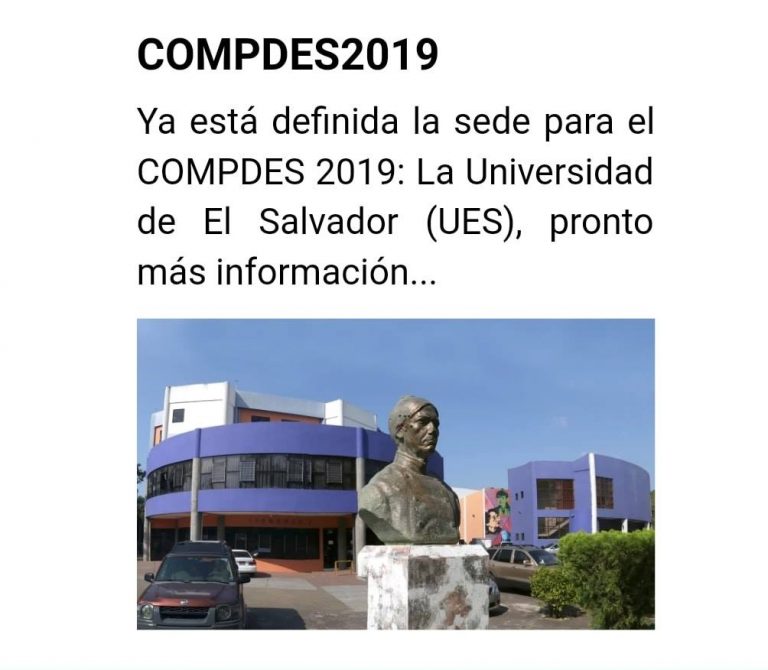 COMPDES2019
Ya está definida la sede para el
COMPDES 2019: La Universidad
de El Salvador (UES), pronto
más información...